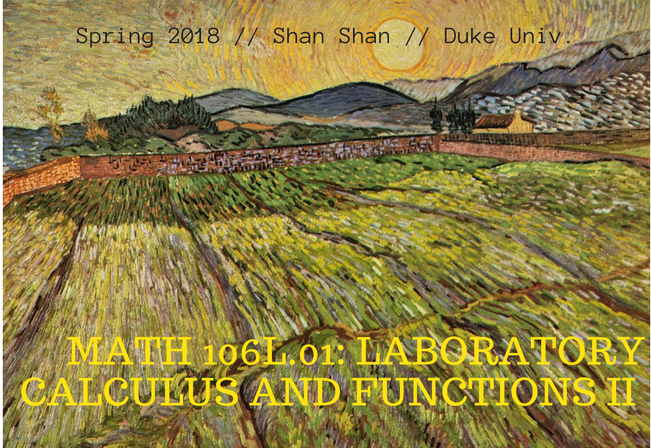 Spring 2018 // Shan Shan // Duke Univ.
MATH 106L.01: LABORATORY
CALCULUS AND FUNCTIONS II